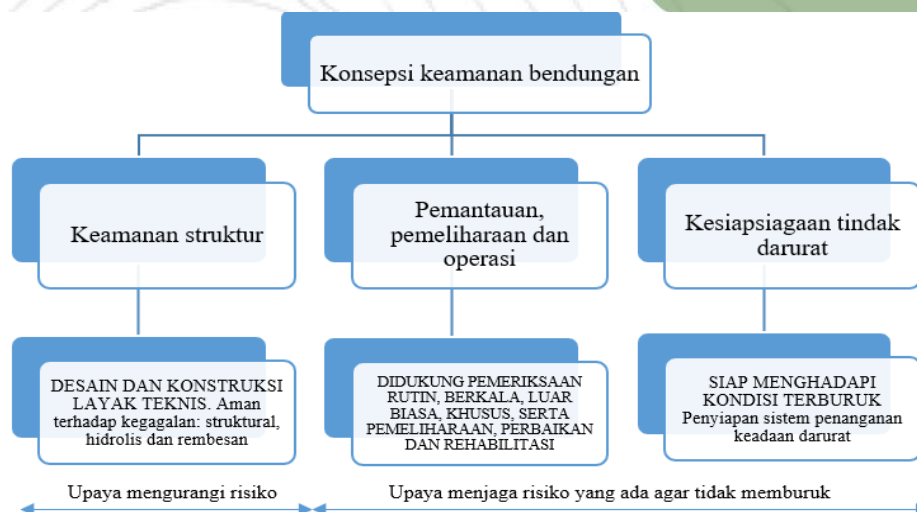 Konsepsi keamanan bendungan
Keamanan struktur
Pemantauan,
pemeliharaan dan
operasi
Kesiapsiagaan tindak
darurat
DESAIN DAN KONSTRUKSI
LAYAK TEKNIS. Aman
terhadap kegagalan: struktural,
hidrolis dan rembesan
DIDUKUNG PEMERIKSAAN
RUTIN, BERKALA, LUAR
BIASA, KHUSUS, SERTA
PEMELIHARAAN, PERBAIKAN
DAN REHABILITASI
SIAP MENGHADAPI
KONDISI TERBURUK
Penyiapan sistem penanganan
keadaan darurat
Upaya mengurangi risiko
Upaya menjaga risiko yang ada agar tidak memburuk